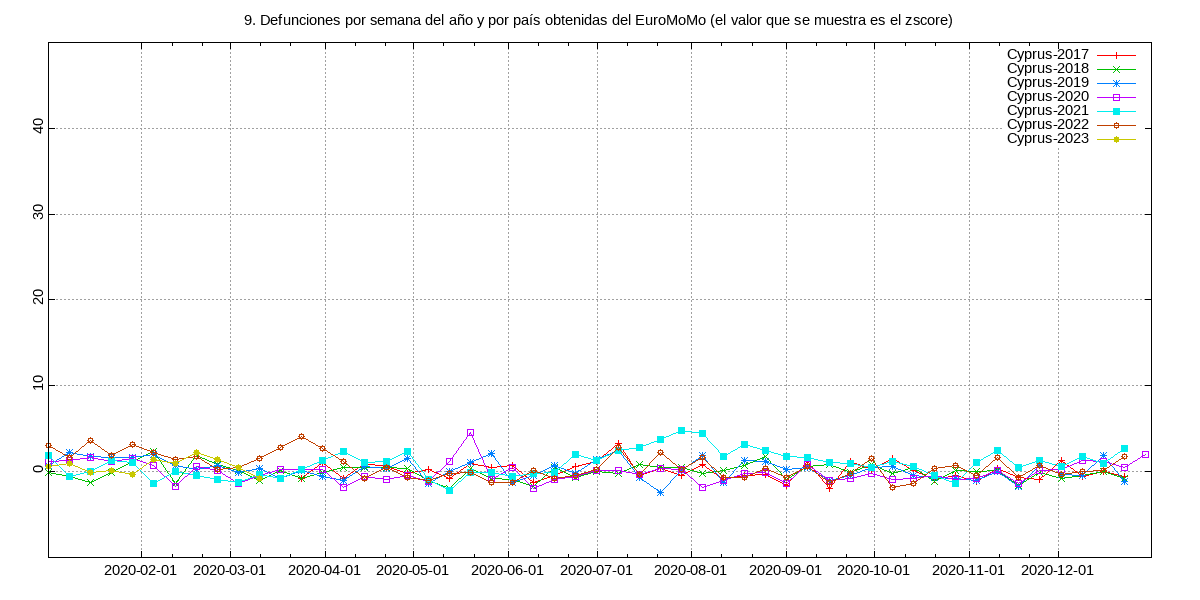 9. Defunciones por semana del año y por país obtenidas del EuroMoMo (el valor que se muestra es el zscore)
Cyprus-2017
Cyprus-2018
Cyprus-2019
Cyprus-2020
Cyprus-2021
Cyprus-2022
Cyprus-2023
40
30
20
10
0
2020-02-01 2020-03-01 2020-04-01 2020-05-01 2020-06-01 2020-07-01 2020-08-01 2020-09-01 2020-10-01 2020-11-01 2020-12-01